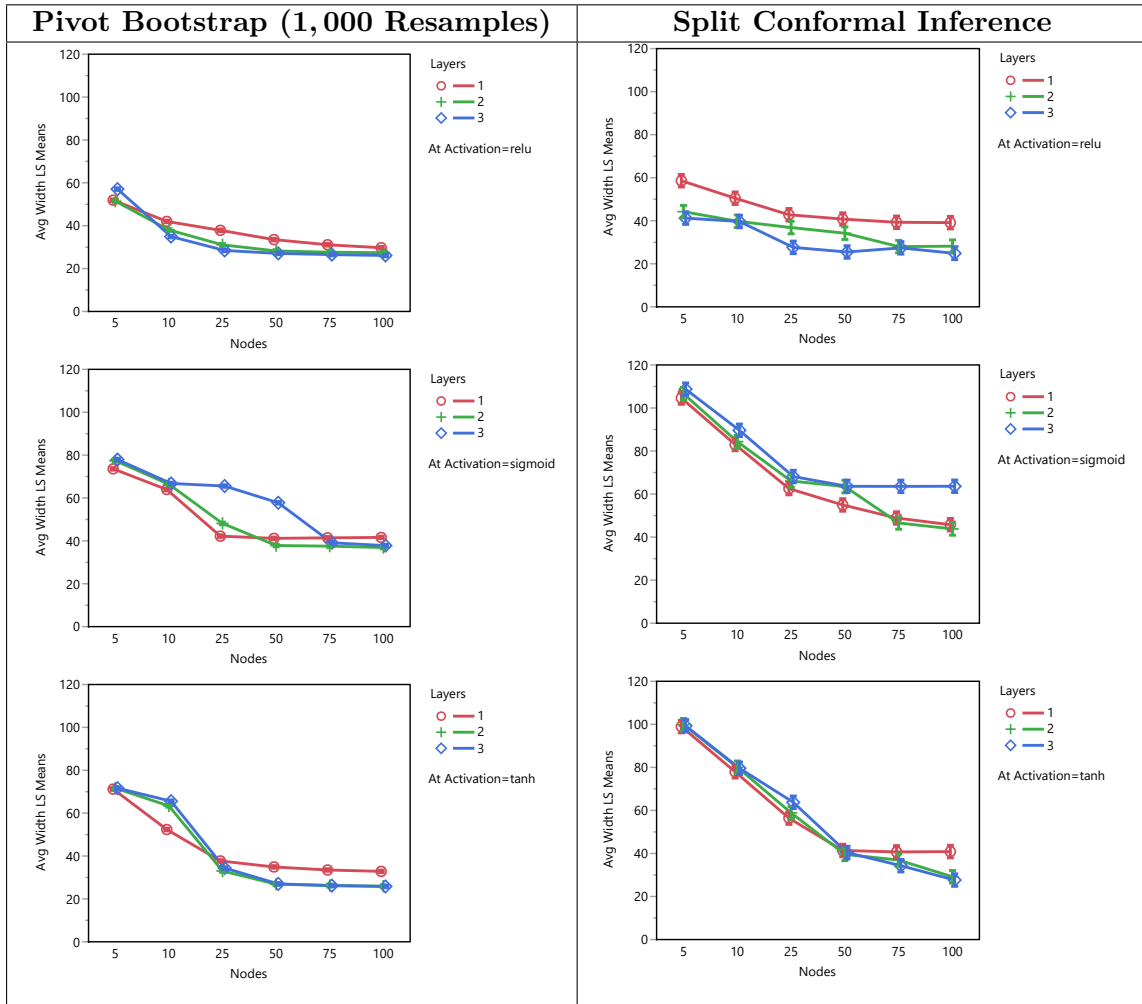 Pivot Bootstrap (1,000 Resamples)
Split Conformal Inference
120
100
80
60
40
20
0
Avg Width LS Means
5 10 25 50 75 100
Nodes
Layers
1
2
3
At Activation=relu
120
100
80
60
40
20
0
Avg Width LS Means
5 10 25 50 75 100
Nodes
Layers
1
2
3
At Activation=relu
120
100
80
60
40
20
0
Avg Width LS Means
5 10 25 50 75 100
Nodes
Layers
1
2
3
At Activation=sigmoid
120
100
80
60
40
20
0
Avg Width LS Means
5 10 25 50 75 100
Nodes
Layers
1
2
3
At Activation=sigmoid
120
100
80
60
40
20
0
Avg Width LS Means
5 10 25 50 75 100
Nodes
Layers
1
2
3
At Activation=tanh
120
100
80
60
40
20
0
Avg Width LS Means
5 10 25 50 75 100
Nodes
Layers
1
2
3
At Activation=tanh